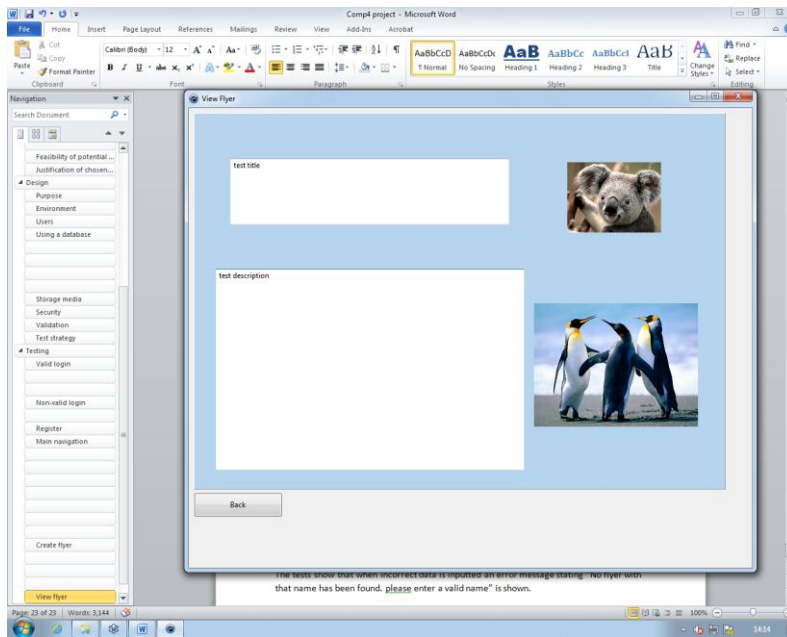 Comp4 project - Microsoft Word
File Home Insert Page Layout References Mailings Review View Add-Ins Acrobat
Cut
Copy
Format Painter
Paste
Clipboard
Calibri (Body) 12
Font
Paragraph
AaBbCcD AaBbCcDc AaB AaBbCc AaBbCcI AaB
¶ Normal No Spacing Heading 1 Heading 2 Heading 3 Title
Change Styles
Styles
Find
Replace
Select
Editing
Navigation
Search Document
Feasibility of potential ...
Justification of chosen...
Design
Purpose
Environment
Users
Using a database
Storage media
Security
Validation
Test strategy
Testing
Valid login
Non-valid login
Register
Main navigation
Create flyer
View flyer
View Flyer
test title
test description
Back
The tests show that when incorrect data is inputted an error message stating "No flyer with
that name has been found. please enter a valid name" is shown.
Page: 23 of 23 Words: 3,144
100%
14:14